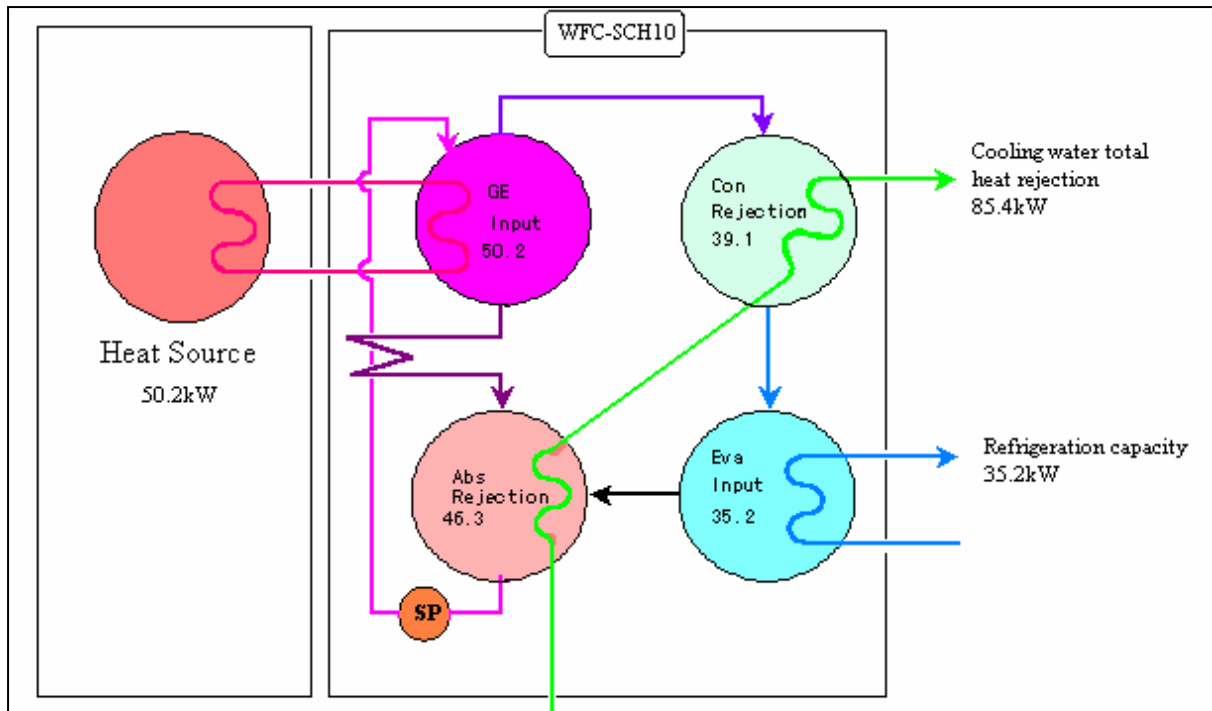 WFC-SCH10
GE
Input
50.2
Con
Rejection
39.1
Cooling water total
heat rejection
85.4kW
Heat Source
50.2kW
Abs
Rejection
46.3
Eva
Input
35.2
Refrigeration capacity
35.2kW
SP